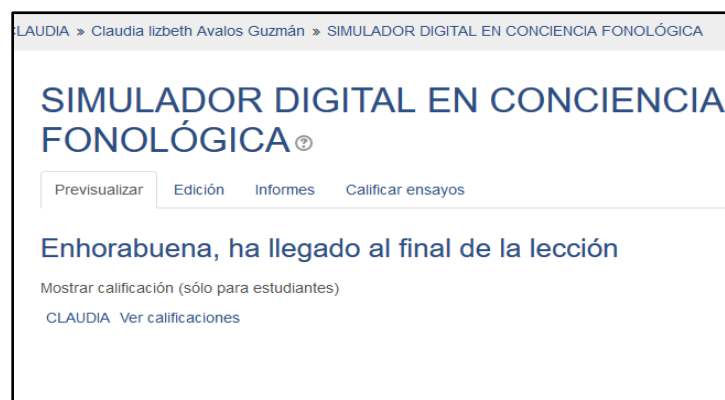 CLAUDIA » Claudia lizbeth Avalos Guzmán » SIMULADOR DIGITAL EN CONCIENCIA FONOLÓGICA
SIMULADOR DIGITAL EN CONCIENCIA
FONOLÓGICA
Previsualizar Edición Informes Calificar ensayos
Enhorabuena, ha llegado al final de la lección
Mostrar calificación (sólo para estudiantes)
CLAUDIA Ver calificaciones